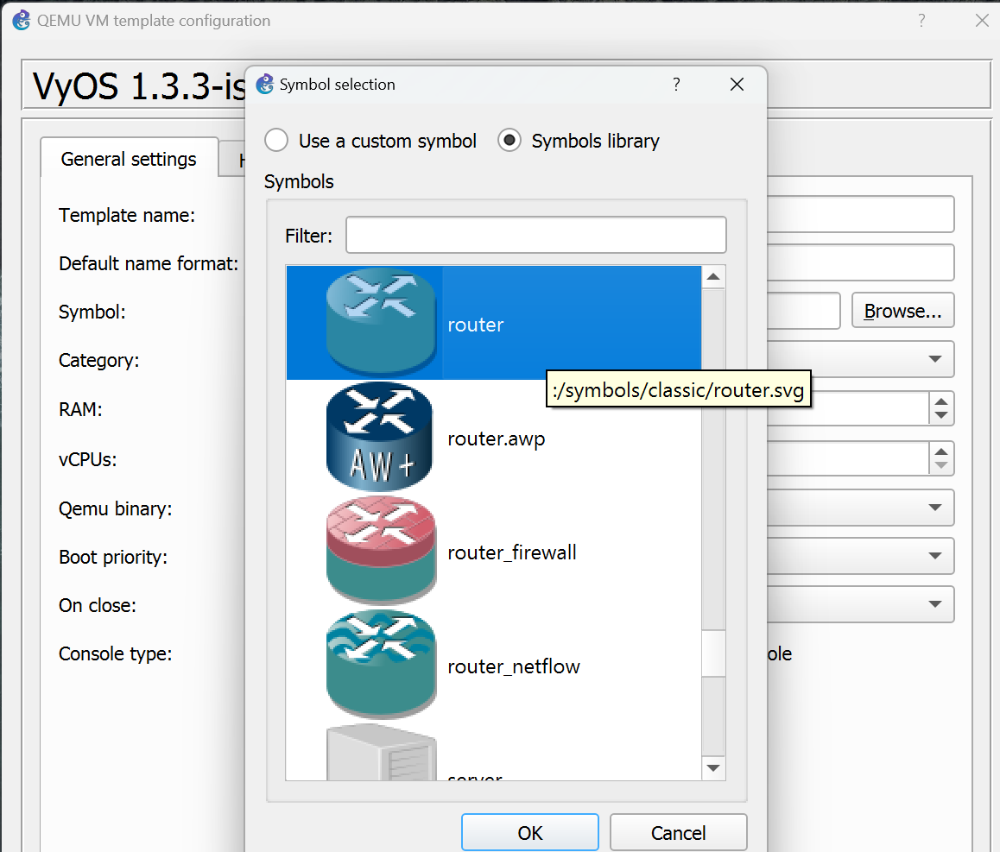 QEMU VM template configuration
VyOS 1.3.3-is
Symbol selection
Use a custom symbol
Symbols library
General settings
H
Symbols
Template name:
Filter:
Default name format:
Symbol:
Browse...
router
Category:
:/symbols/classic/router.svg
RAM:
router.awp
AW+
vCPUs:
Qemu binary:
router_firewall
Boot priority:
On close:
Console type:
ole
router_netflow
server
OK
Cancel